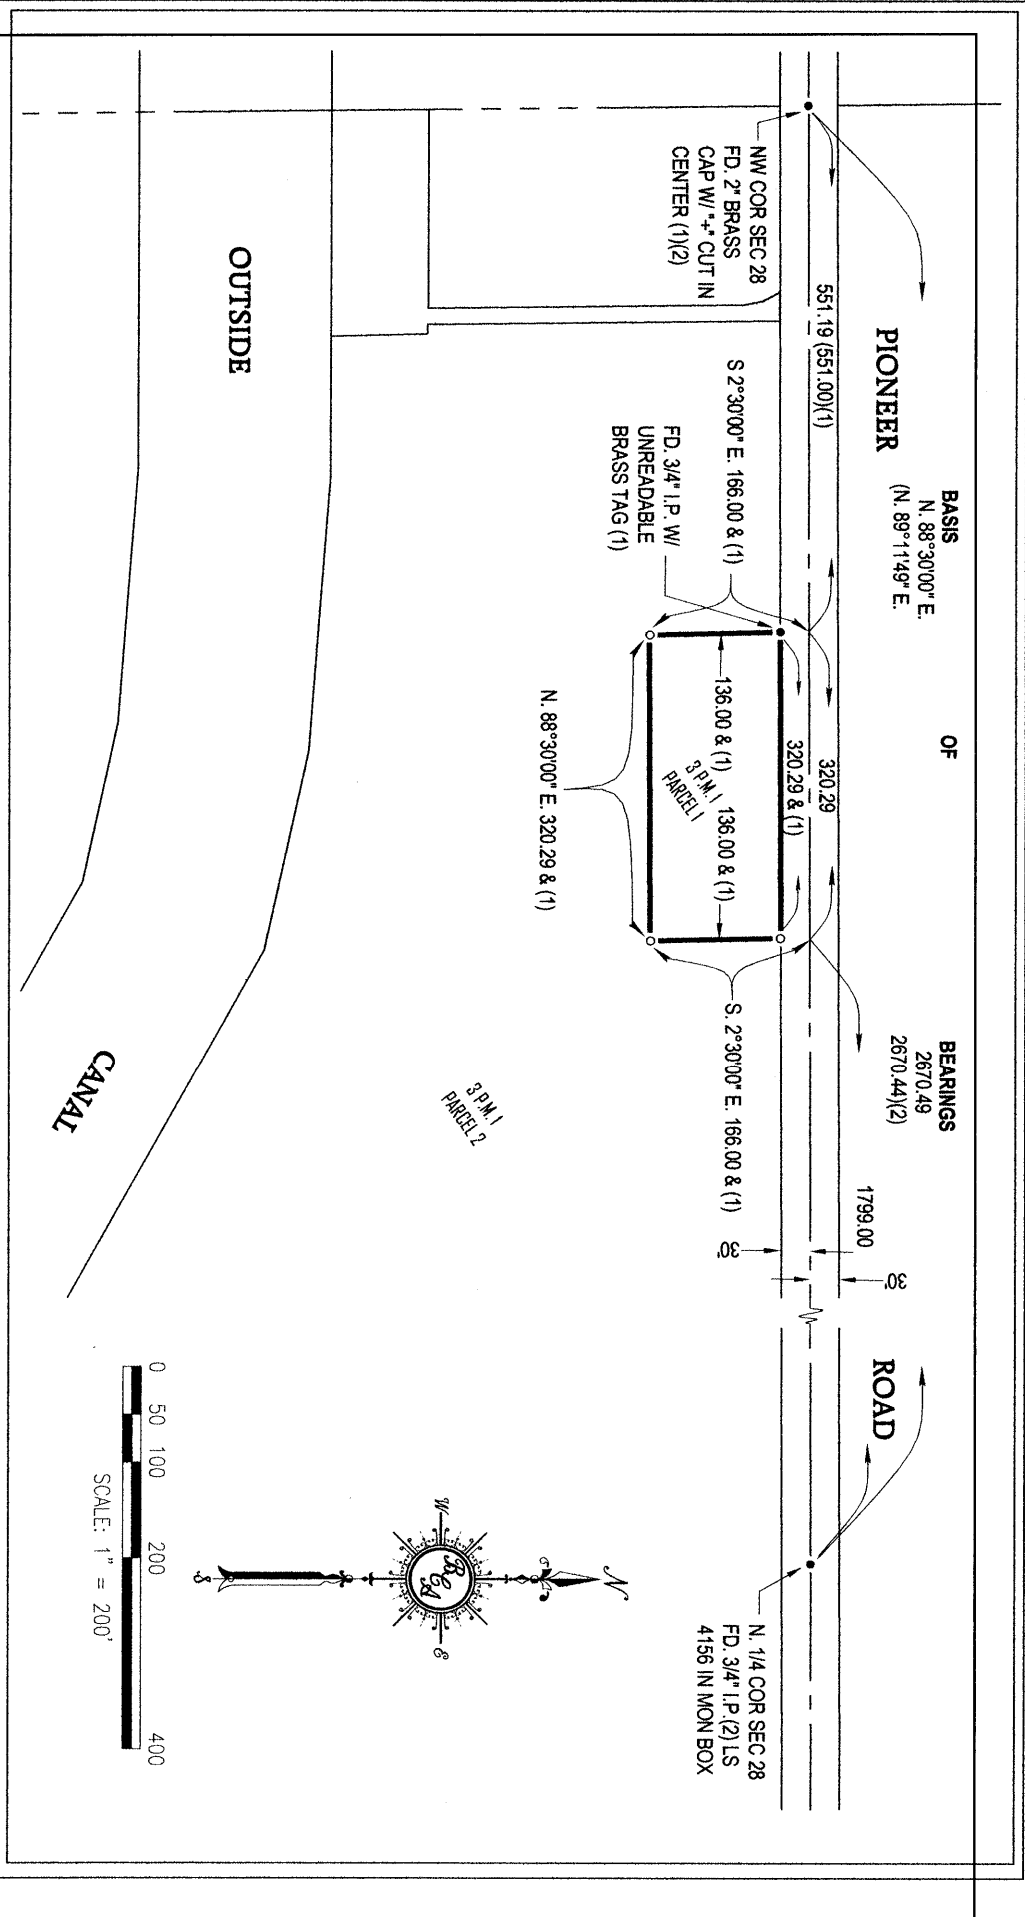 BASIS OF BEARINGS
N. 88°30'00" E. 2670.49
(N. 89°11'49" E. 2670.44)(2)
PIONEER ROAD
551.19 (551.00)(1)
320.29
1799.00
320.29 & (1)
30'
30'
NW COR SEC 28
FD. 2" BRASS
CAP W/ "+" CUT IN
CENTER (1)(2)
S 2°30'00" E. 166.00 & (1)
FD. 3/4" I.P. W/
UNREADABLE
BRASS TAG (1)
136.00 & (1)
3 P.M. 1
PARCEL 1
136.00 & (1)
S. 2°30'00" E. 166.00 & (1)
N. 88°30'00" E. 320.29 & (1)
N. 1/4 COR SEC 28
FD. 3/4" I.P.(2) LS
4156 IN MON BOX
3 P.M. 1
PARCEL 2
OUTSIDE
CANAL
N
W
BCS
E
S
0 50 100 200 400
SCALE: 1" = 200'